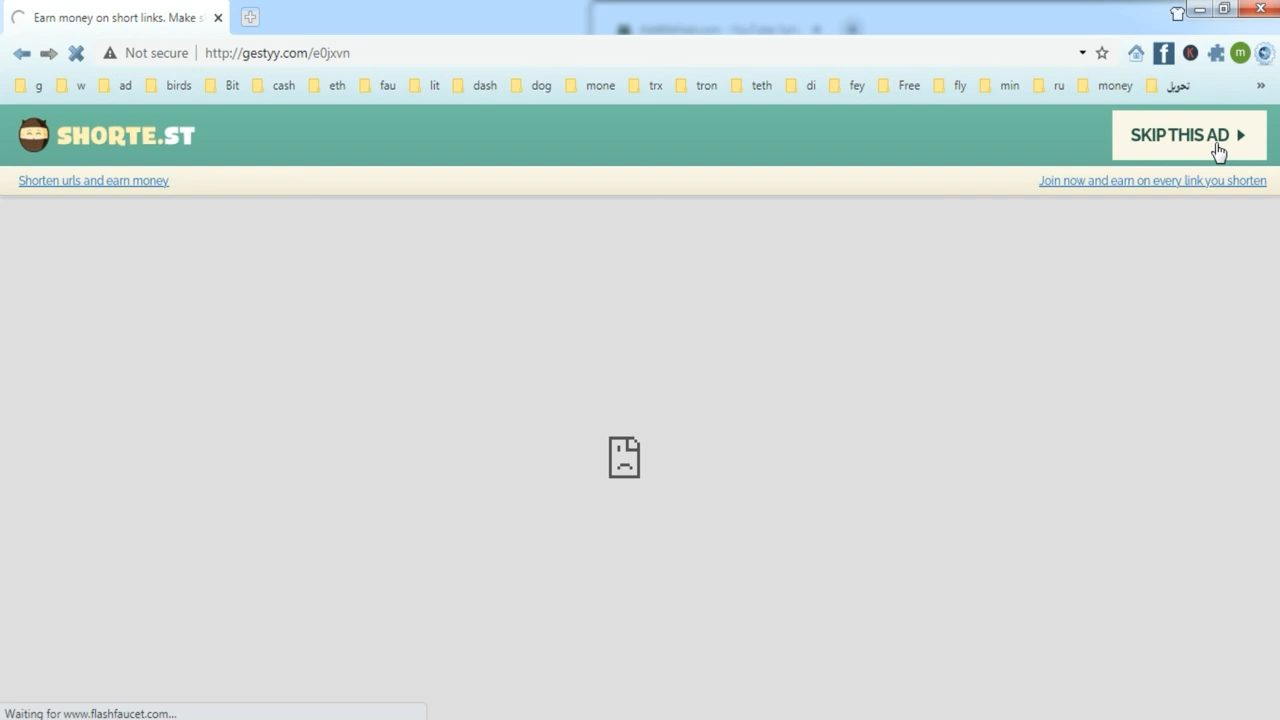 Earn money on short links. Make s
Not secure http://gestyy.com/e0jxvn
g w ad birds Bit cash eth fau lit dash dog mone trx tron teth di fey Free fly min ru money تحويل »
SHORTE.ST
SKIP THIS AD
Shorten urls and earn money
Join now and earn on every link you shorten
Waiting for www.flashfaucet.com...